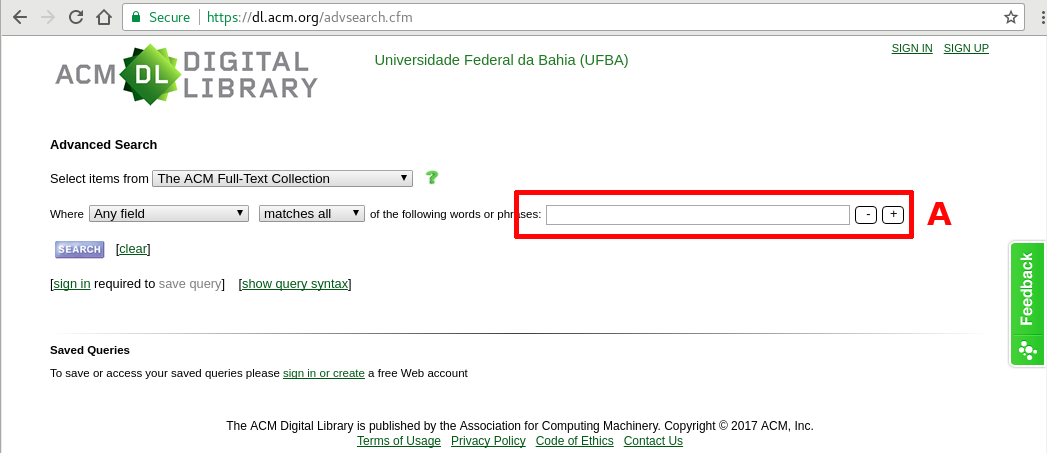 Secure https://dl.acm.org/advsearch.cfm
SIGN IN SIGN UP
ACM DL DIGITAL LIBRARY
Universidade Federal da Bahia (UFBA)
Advanced Search
Select items from The ACM Full-Text Collection ?
Where Any field matches all of the following words or phrases: - + A
SEARCH [clear]
[sign in required to save query] [show query syntax]
Feedback
Saved Queries
To save or access your saved queries please sign in or create a free Web account
The ACM Digital Library is published by the Association for Computing Machinery. Copyright © 2017 ACM, Inc.
Terms of Usage Privacy Policy Code of Ethics Contact Us